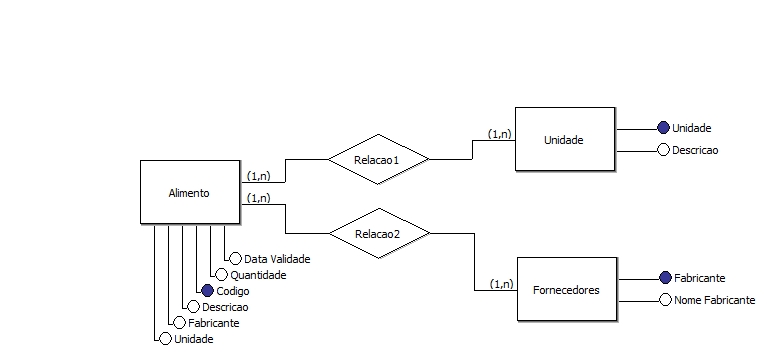 (1,n)
Unidade
Unidade
Descricao
Relacao1
(1,n)
Alimento
(1,n)
Relacao2
Data Validade
Quantidade
Codigo
Descricao
Fabricante
Unidade
(1,n)
Fornecedores
Fabricante
Nome Fabricante